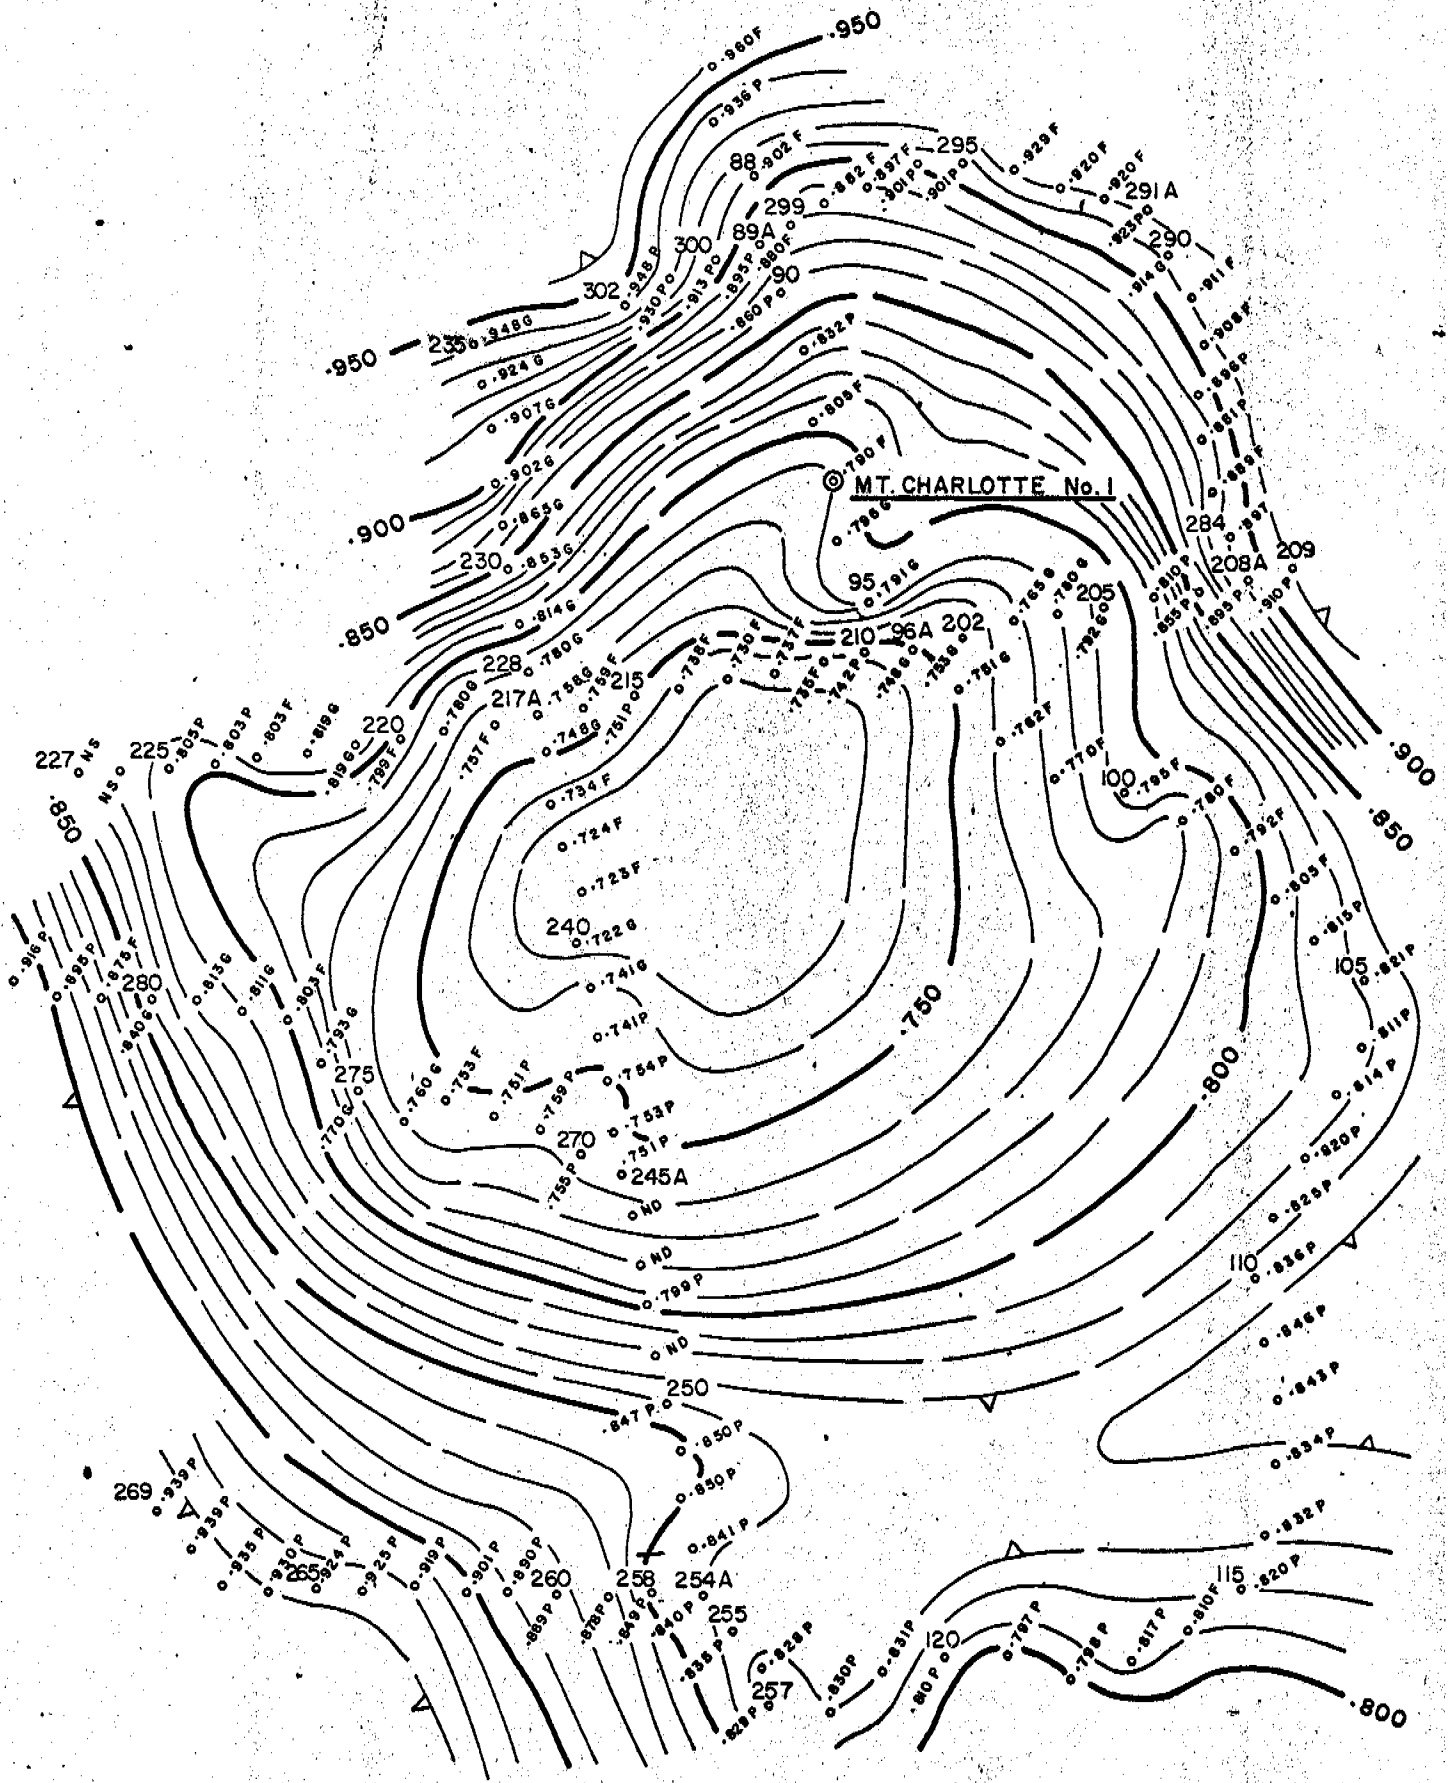 ·960F
·950
·936P
88
·902F
·882F
·897F
295
·929F
·920F
·920F
·901P
·901P
291A
299
89A
300
·923P
290
·948P
·930P
·913P
·895P
·880F
90
·860P
·914G
·911F
302
·908F
235
·948G
·950
·924G
·832P
·896P
·907G
·805F
·881P
·902G
·790F
·889F
MT. CHARLOTTE No. 1
·900
·865G
·796G
284
·897
230
·853G
95
·791G
·765G
·780G
205
·810P
208A
209
·850
·814G
·855P
·895P
·910P
228
·780G
·738F
·730F
·737F
210
96A
202
·792G
·735F
·742P
·748G
·753G
·751G
217A
·758G
·759F
215
·780G
·751P
·748G
·757F
227
NS
NS
225
·805P
·803P
·803F
·819G
220
·819G
·799F
·762F
·770F
100
·795F
·780F
·900
·850
·850
·734F
·724F
·792F
·723F
·803F
240
·722G
·815P
·741G
105
·821P
·916P
·895P
·875F
280
·840G
·813G
·811G
·803F
·793G
·741P
·750
·811P
275
·770G
·760G
·753F
·751P
·759P
·754P
·800
·814P
·753P
270
·751P
·755P
245A
·920P
ND
·825P
ND
110
·836P
·799P
ND
·846P
250
·847P
·843P
·850P
·834P
·850P
269
·939P
·939P
·935P
·930P
265
·924P
·925P
·919P
·901P
·890P
260
·889P
·878P
258
·849P
·841P
254A
·840P
255
·835P
·829P
257
·828P
·830P
·831P
120
·810P
·797P
·798P
·817P
·810F
115
·820P
·832P
·800